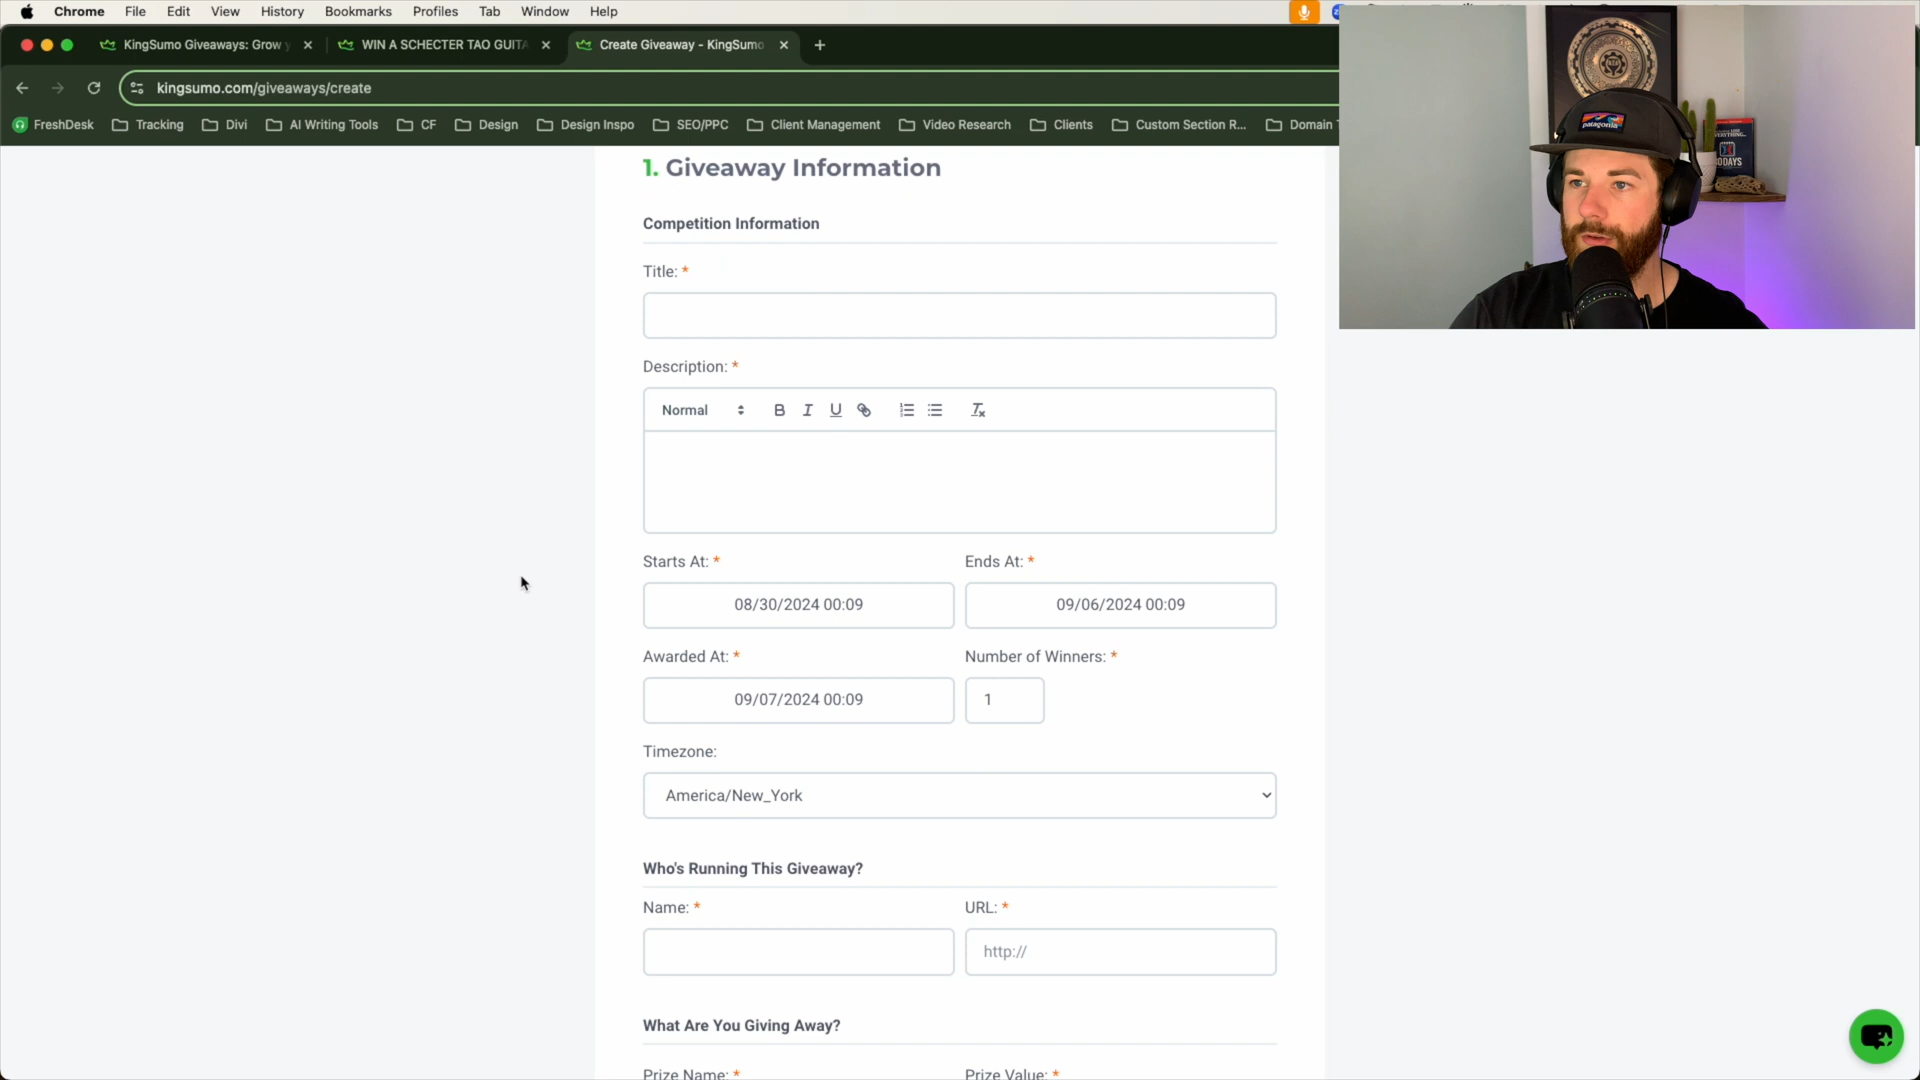 Chrome File Edit View History Bookmarks Profiles Tab Window Help
KingSumo Giveaways: Grow y
WIN A SCHECTER TAO GUITA
Create Giveaway - KingSumo
kingsumo.com/giveaways/create
FreshDesk Tracking Divi AI Writing Tools CF Design Design Inspo SEO/PPC Client Management Video Research Clients Custom Section R... Domain
patagonia
30DAYS
1. Giveaway Information
Competition Information
Title: *
Description: *
Normal B I U
Starts At: * Ends At: *
08/30/2024 00:09 09/06/2024 00:09
Awarded At: * Number of Winners: *
09/07/2024 00:09 1
Timezone:
America/New_York
Who's Running This Giveaway?
Name: * URL: *
http://
What Are You Giving Away?
Prize Name: * Prize Value: *